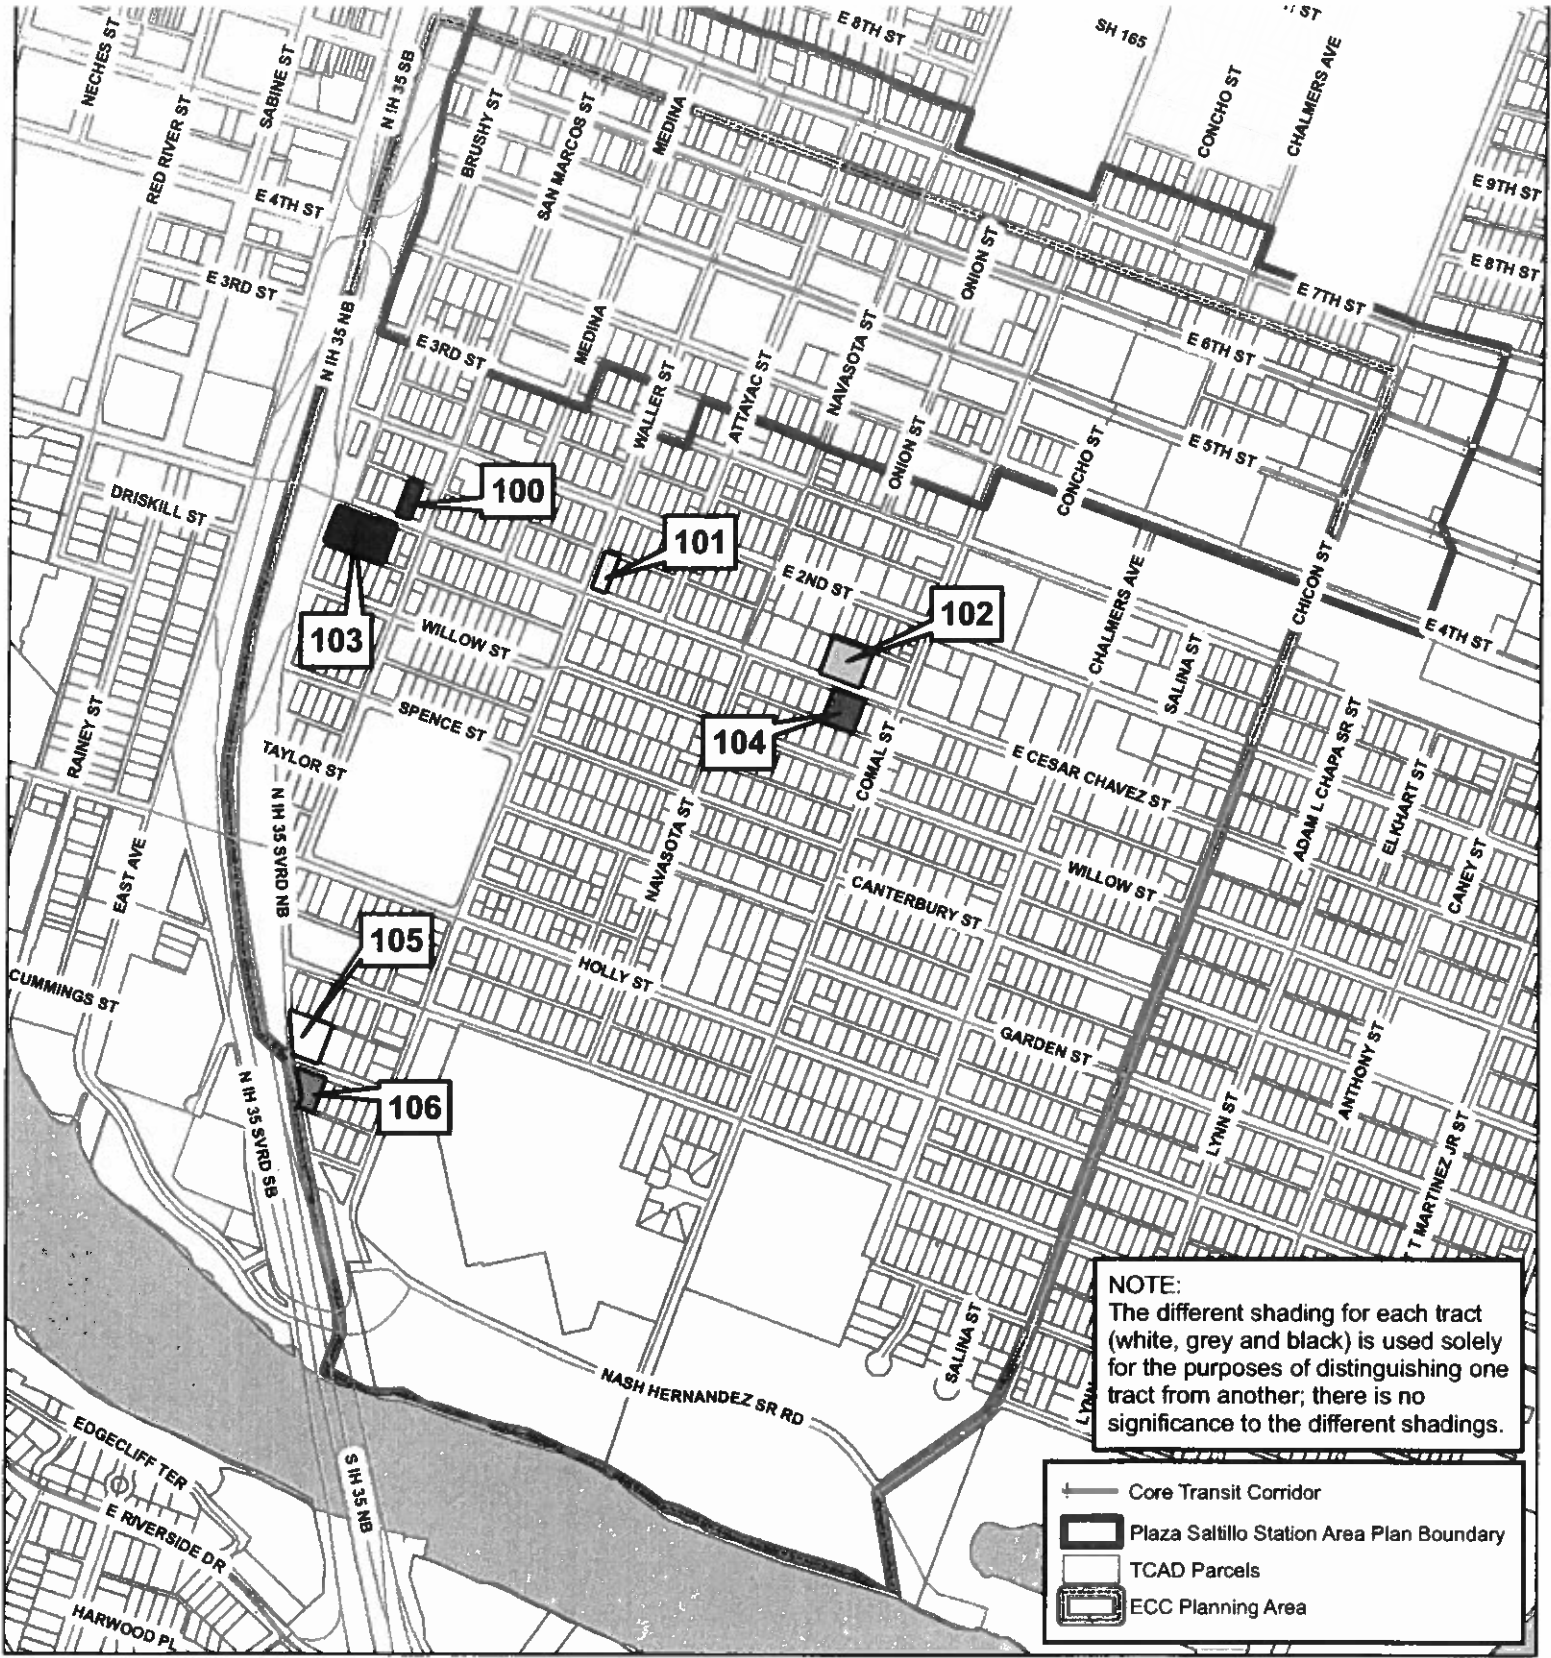 E 8TH ST
SH 165
NECHES ST
SABINE ST
N IH 35 SB
CONCHO ST
CHALMERS AVE
RED RIVER ST
BRUSHY ST
SAN MARCOS ST
MEDINA
E 4TH ST
E 9TH ST
E 8TH ST
E 3RD ST
ONION ST
E 7TH ST
N IH 35 NB
E 3RD ST
MEDINA
WALLER ST
ATTAYAC ST
NAVASOTA ST
E 6TH ST
ONION ST
CONCHO ST
E 5TH ST
DRISKILL ST
100
101
E 2ND ST
102
103
WILLOW ST
CHALMERS AVE
SALINA ST
CHICON ST
E 4TH ST
RAINEY ST
SPENCE ST
TAYLOR ST
104
COMAL ST
E CESAR CHAVEZ ST
ADAM L CHAPA SR ST
ELKHART ST
CANEY ST
N IH 35 SVRD NB
EAST AVE
NAVASOTA ST
CANTERBURY ST
WILLOW ST
105
HOLLY ST
CUMMINGS ST
GARDEN ST
ANTHONY ST
LYNN ST
106
N IH 35 SVRD SB
T MARTINEZ JR ST
SALINA ST
LYNN
NASH HERNANDEZ SR RD
NOTE:
The different shading for each tract
(white, grey and black) is used solely
for the purposes of distinguishing one
tract from another; there is no
significance to the different shadings.
EDGECLIFF TER
E RIVERSIDE DR
HARWOOD PL
S IH 35 NB
Core Transit Corridor
Plaza Saltillo Station Area Plan Boundary
TCAD Parcels
ECC Planning Area